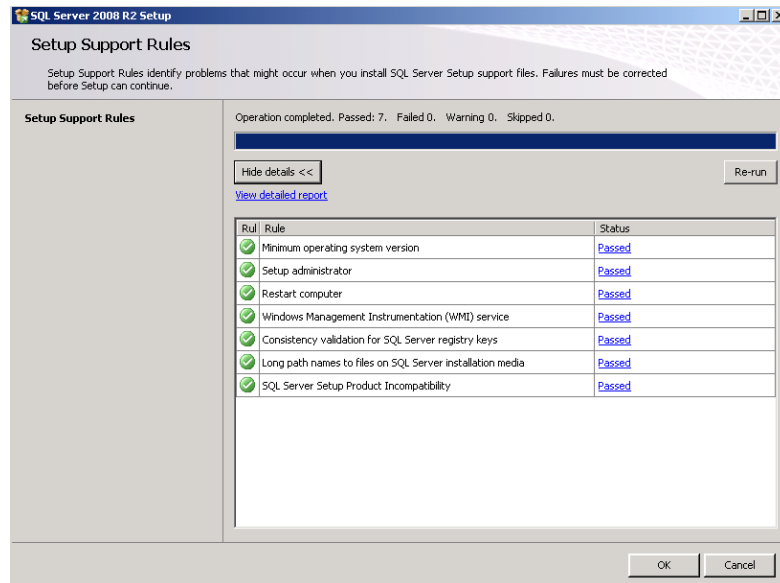 SQL Server 2008 R2 Setup
Setup Support Rules
Setup Support Rules identify problems that might occur when you install SQL Server Setup support files. Failures must be corrected
before Setup can continue.
Setup Support Rules
Operation completed. Passed: 7. Failed 0. Warning 0. Skipped 0.
Hide details <<
Re-run
View detailed report
Rul Rule Status
Minimum operating system version Passed
Setup administrator Passed
Restart computer Passed
Windows Management Instrumentation (WMI) service Passed
Consistency validation for SQL Server registry keys Passed
Long path names to files on SQL Server installation media Passed
SQL Server Setup Product Incompatibility Passed
OK Cancel